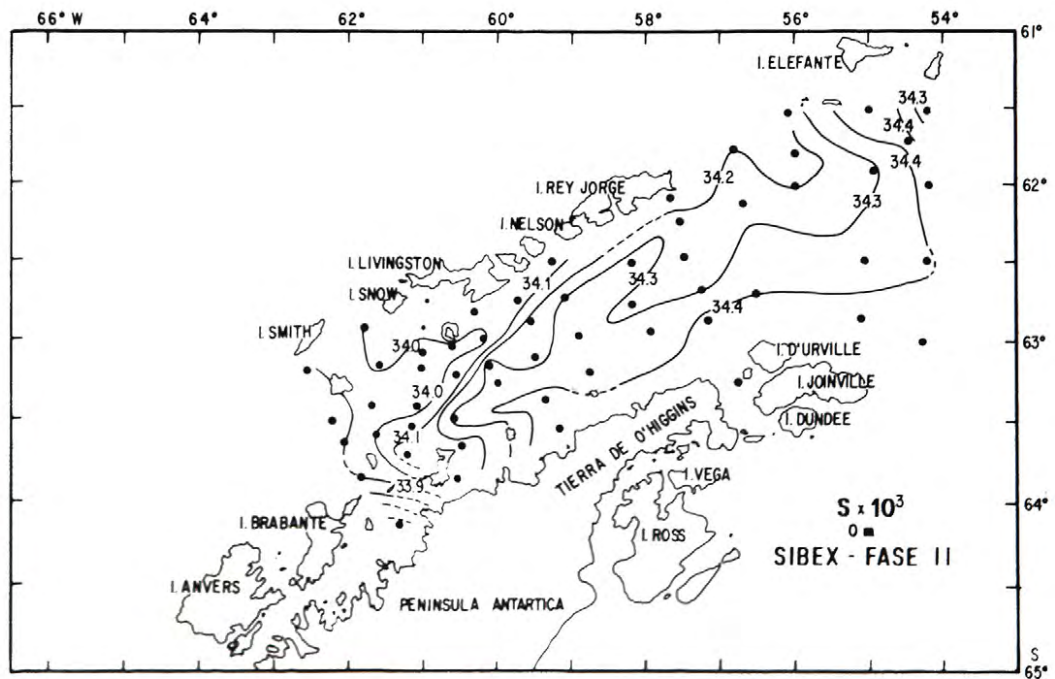 66° W 64° 62° 60° 58° 56° 54°
61°
I. ELEFANTE
34.3
34.4
34.4
62°
34.2
I. REY JORGE
34.3
I. NELSON
I. LIVINGSTON
34.1
34.3
I. SNOW
34.4
I. SMITH
34.0
63°
I. D'URVILLE
34.0
I. JOINVILLE
I. DUNDEE
34.1
TIERRA DE O'HIGGINS
I. VEGA
33.9
64°
S x 10³
I. BRABANTE
0 m
I. ROSS
SIBEX - FASE II
I. ANVERS
PENINSULA ANTARTICA
S
65°